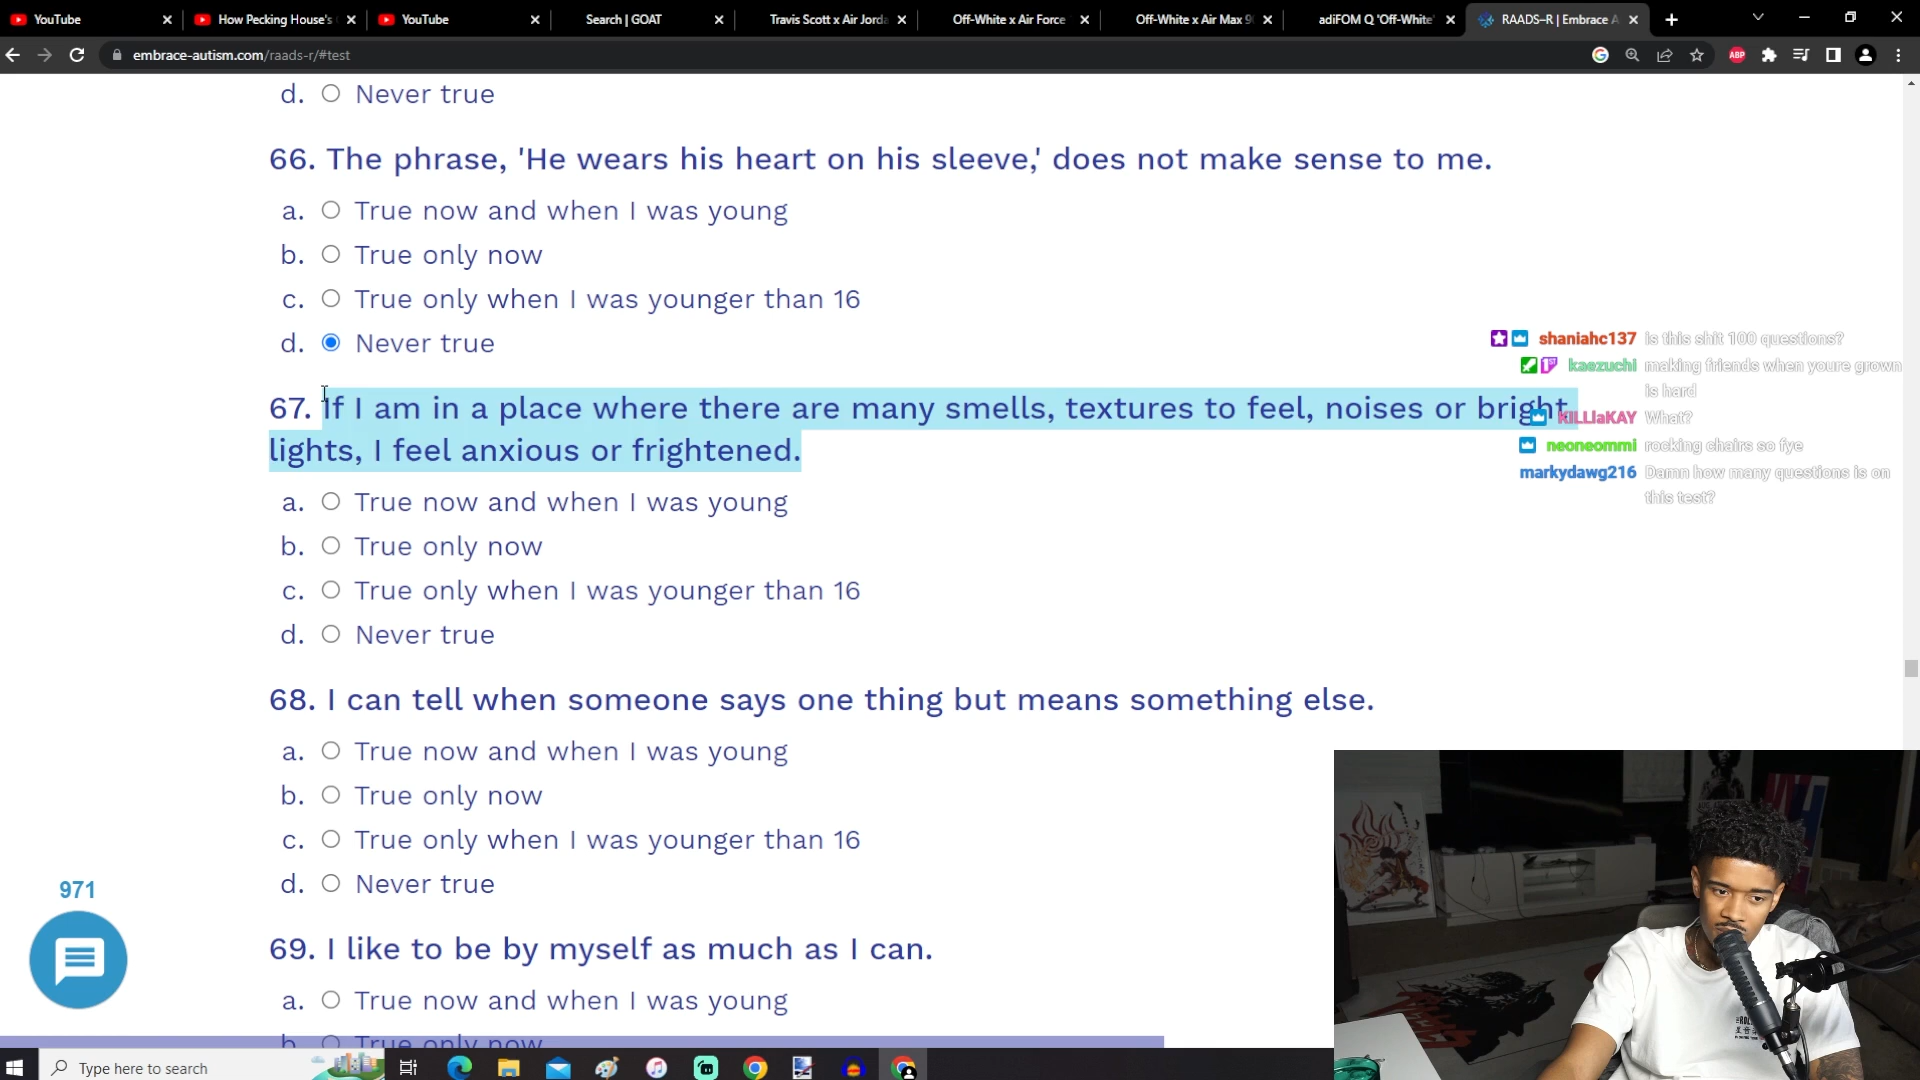 YouTube
How Pecking House's
YouTube
Search | GOAT
Travis Scott x Air Jorda
Off-White x Air Force
Off-White x Air Max 90
adiFOM Q 'Off-White'
RAADS–R | Embrace A
embrace-autism.com/raads-r/#test
ABP
d. Never true
66. The phrase, 'He wears his heart on his sleeve,' does not make sense to me.
a. True now and when I was young
b. True only now
c. True only when I was younger than 16
d. Never true
67. If I am in a place where there are many smells, textures to feel, noises or bright
lights, I feel anxious or frightened.
a. True now and when I was young
b. True only now
c. True only when I was younger than 16
d. Never true
68. I can tell when someone says one thing but means something else.
a. True now and when I was young
b. True only now
c. True only when I was younger than 16
d. Never true
69. I like to be by myself as much as I can.
a. True now and when I was young
b. True only now
shaniahc137 is this shit 100 questions?
kaezuchi making friends when youre grown
is hard
KILLlaKAY What?
neoneommi rocking chairs so fye
markydawg216 Damn how many questions is on
this test?
971
Type here to search